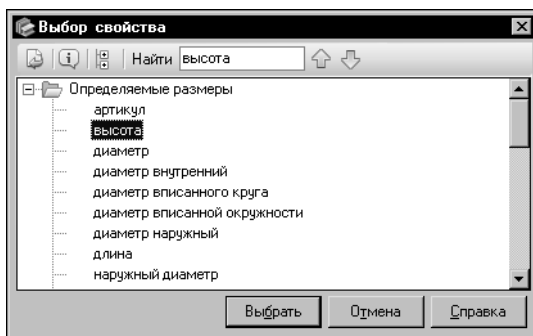 Выбор свойства
Найти высота
Определяемые размеры
артикул
высота
диаметр
диаметр внутренний
диаметр вписанного круга
диаметр вписанной окружности
диаметр наружный
длина
наружный диаметр
Выбрать Отмена Справка